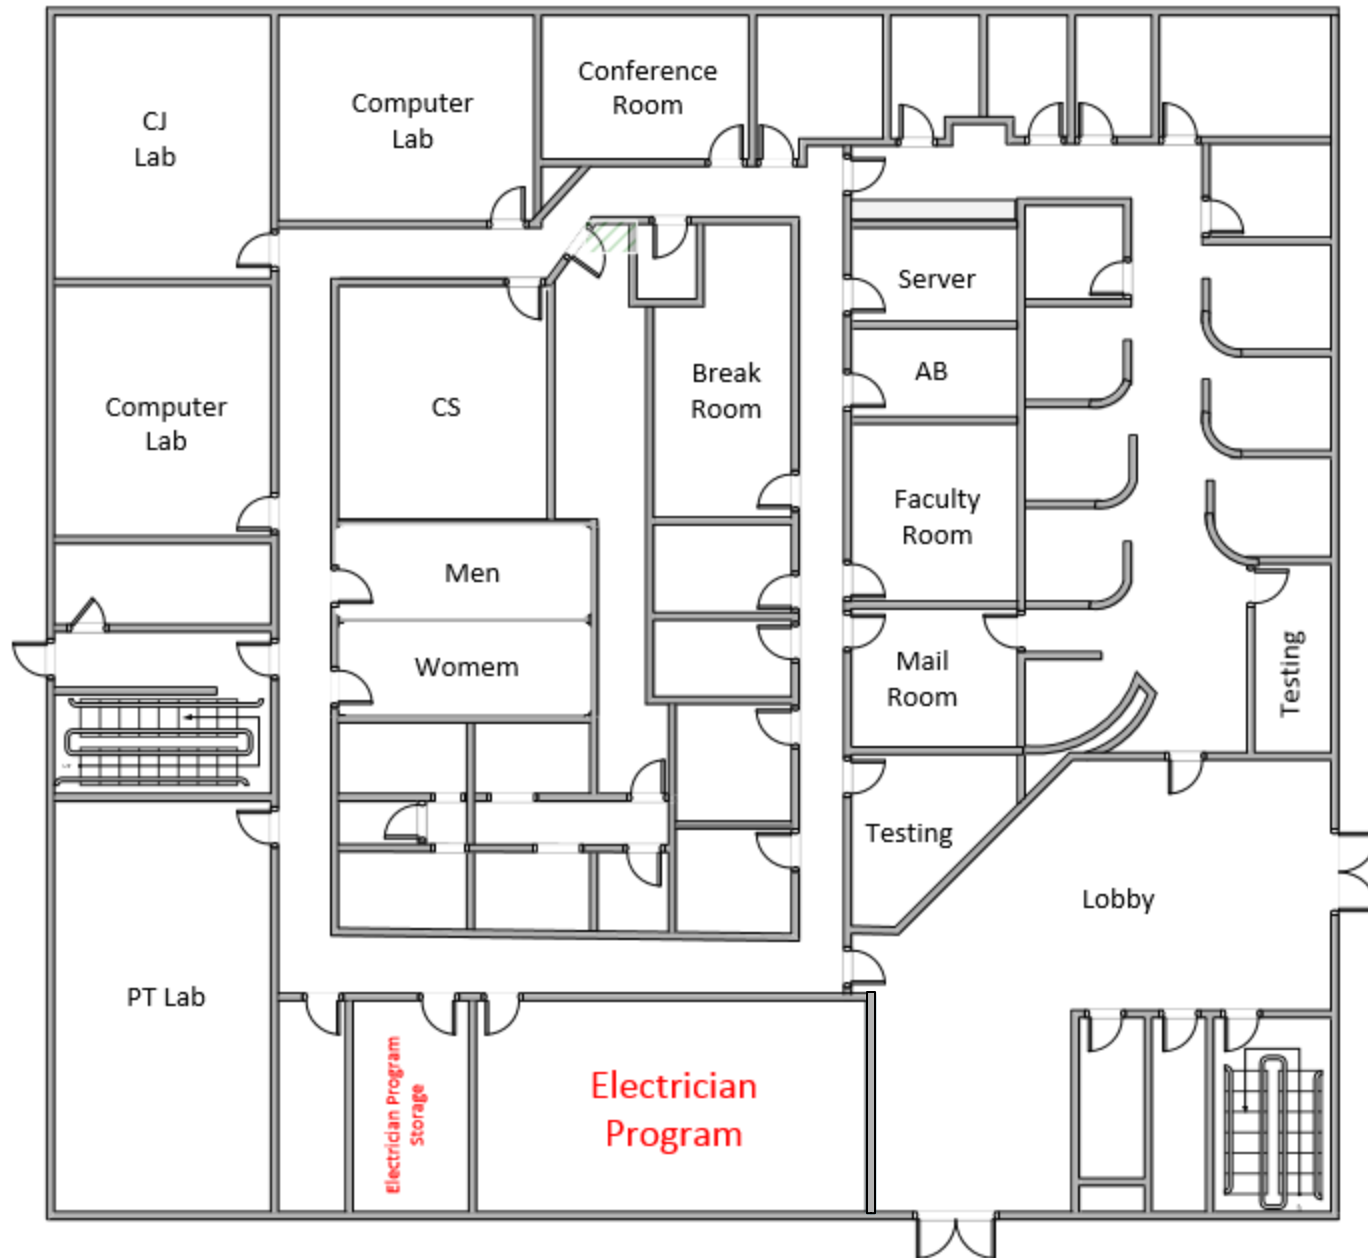 CJ
Lab
Computer
Lab
Conference
Room
Server
AB
Break
Room
CS
Computer
Lab
Faculty
Room
Men
Womem
Mail
Room
Testing
Testing
Lobby
PT Lab
Electrician Program
Storage
Electrician
Program